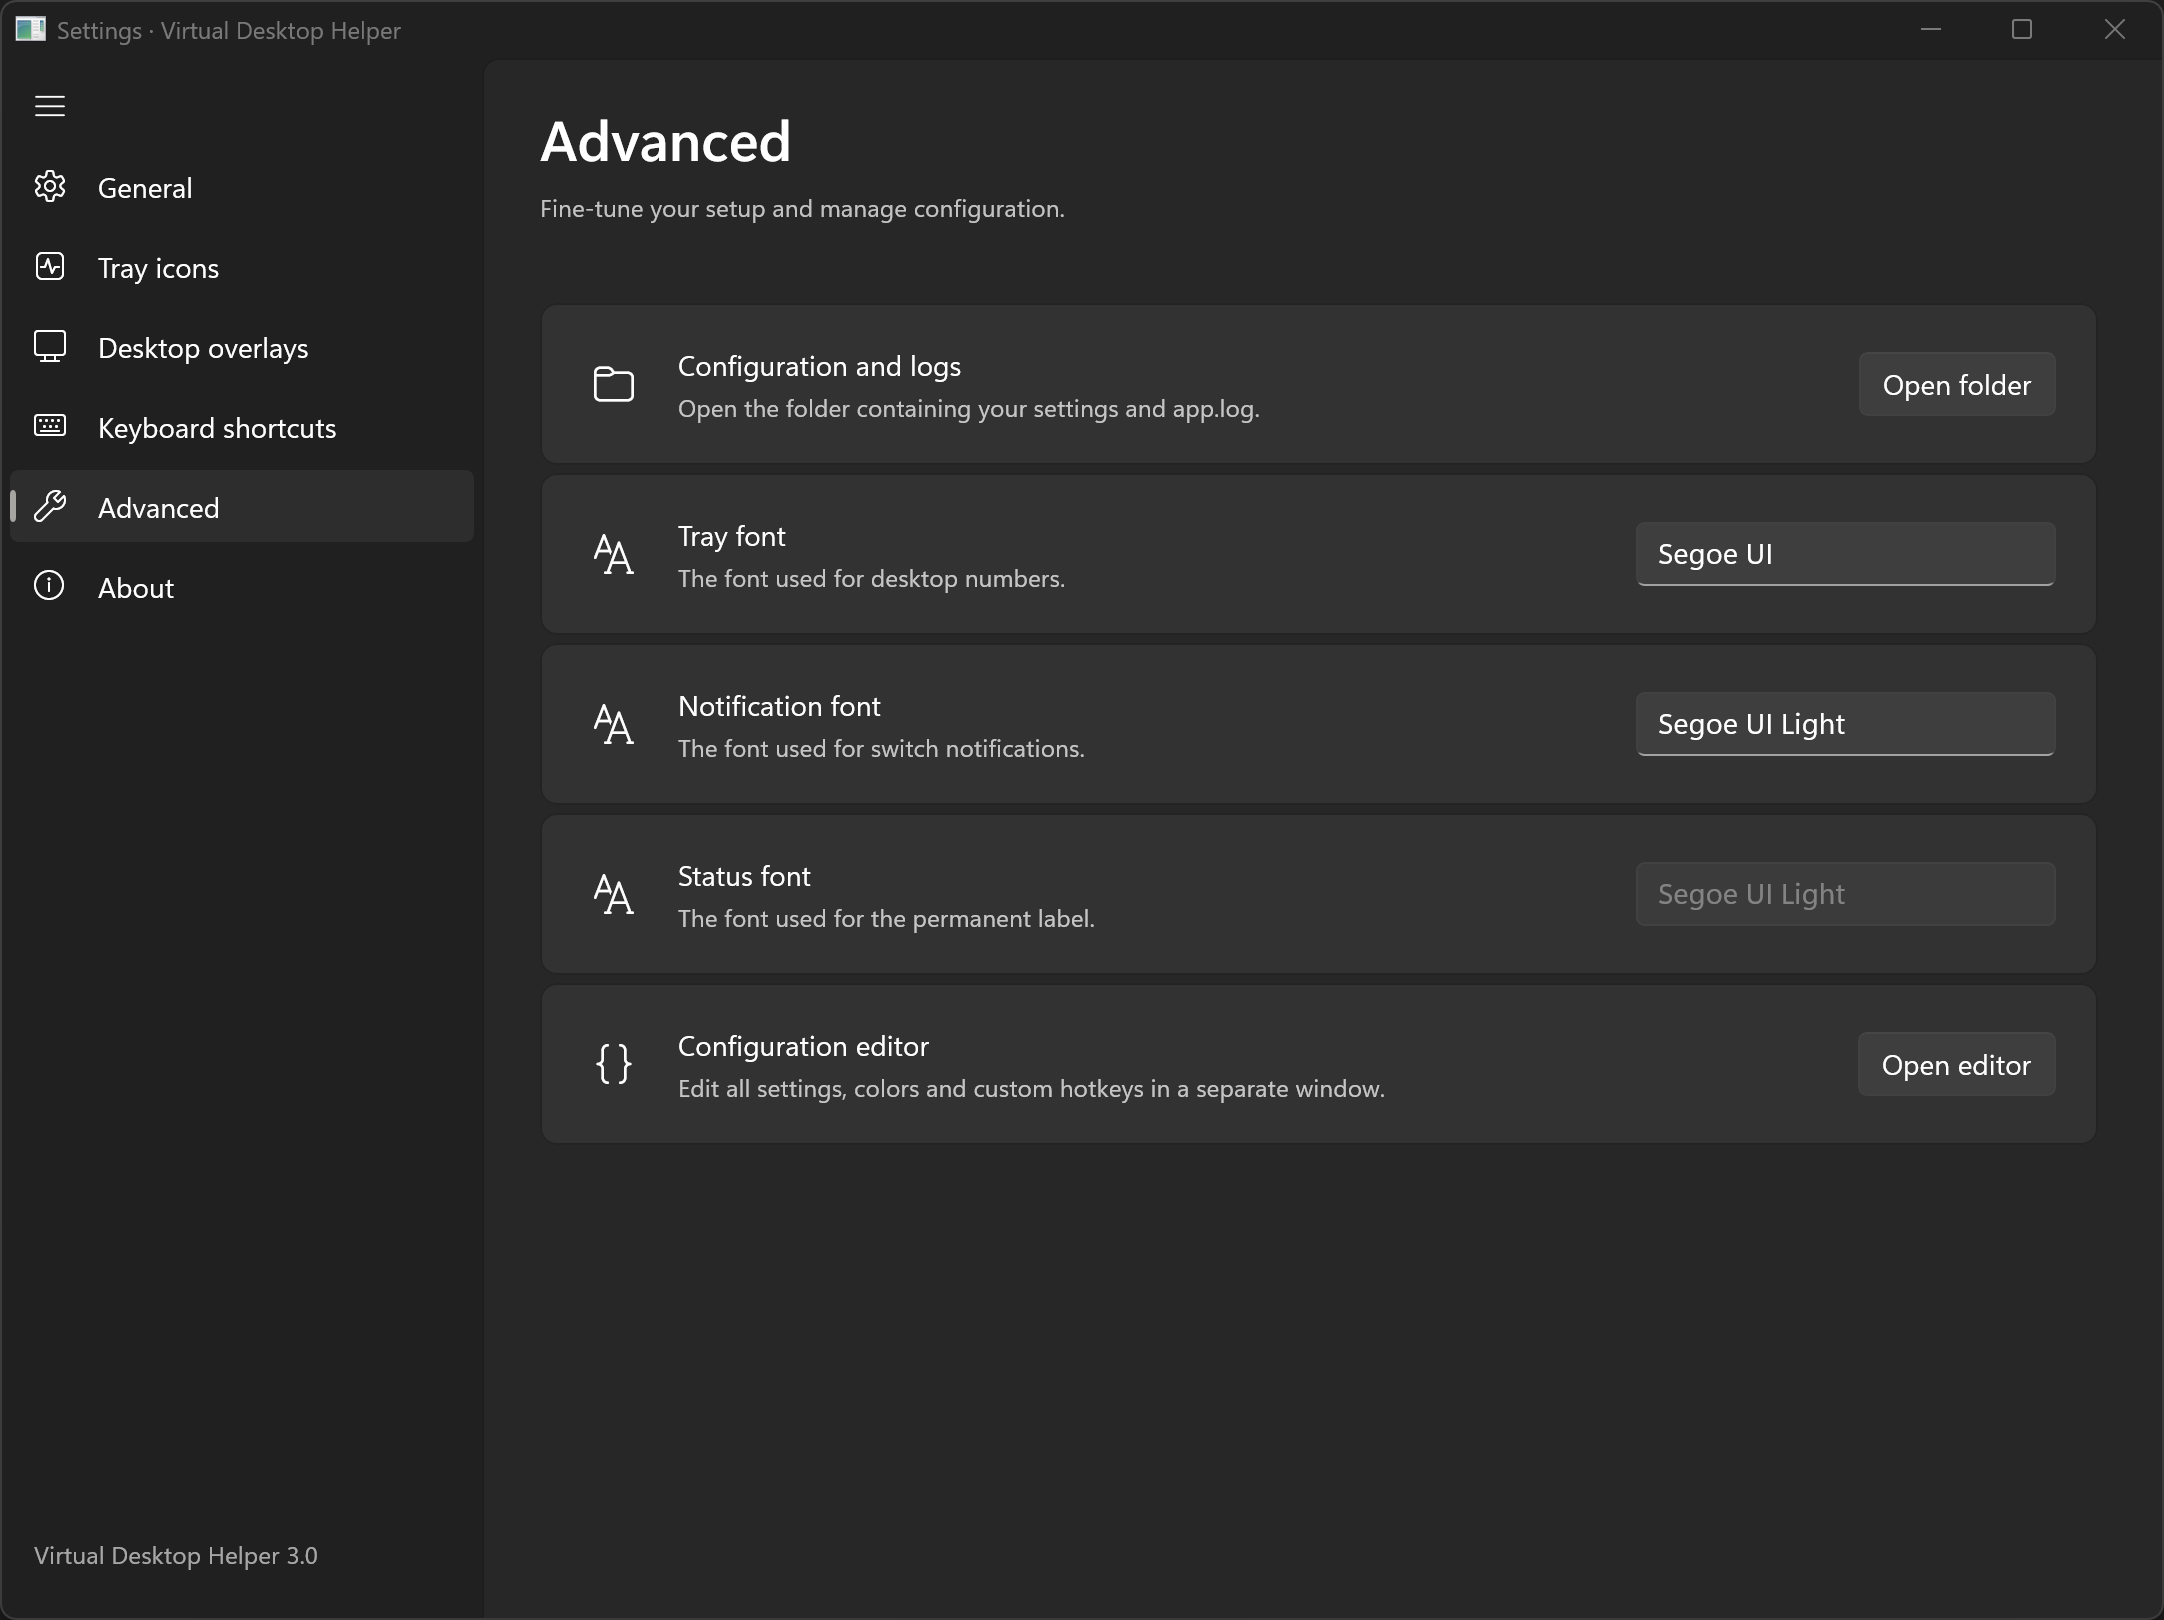 Settings · Virtual Desktop Helper
General
Tray icons
Desktop overlays
Keyboard shortcuts
Advanced
About
Virtual Desktop Helper 3.0
Advanced
Fine-tune your setup and manage configuration.
Configuration and logs
Open the folder containing your settings and app.log.
Open folder
Tray font
The font used for desktop numbers.
Segoe UI
Notification font
The font used for switch notifications.
Segoe UI Light
Status font
The font used for the permanent label.
Segoe UI Light
Configuration editor
Edit all settings, colors and custom hotkeys in a separate window.
Open editor